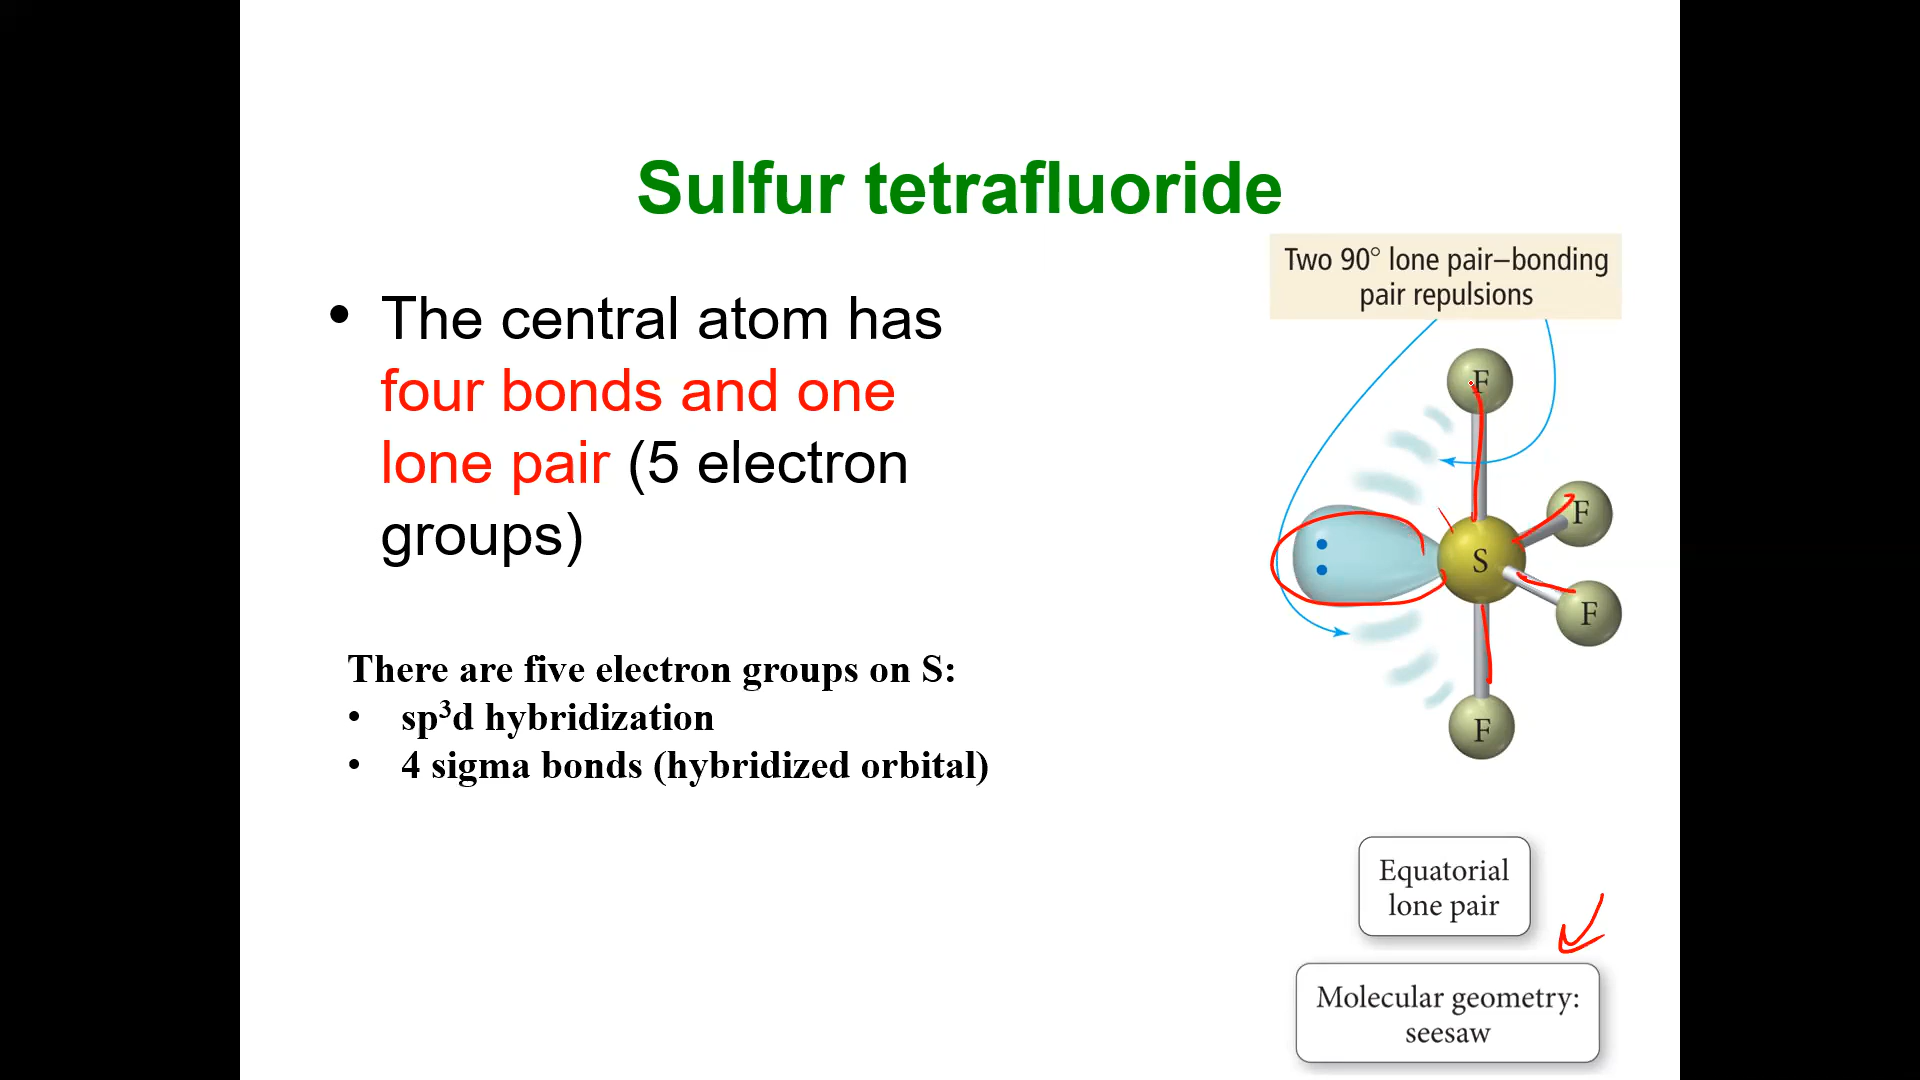 Sulfur tetrafluoride
Two 90° lone pair–bonding
pair repulsions
• The central atom has
four bonds and one
lone pair (5 electron
groups)
There are five electron groups on S:
• sp³d hybridization
• 4 sigma bonds (hybridized orbital)
F
F
S
F
F
Equatorial
lone pair
Molecular geometry:
seesaw